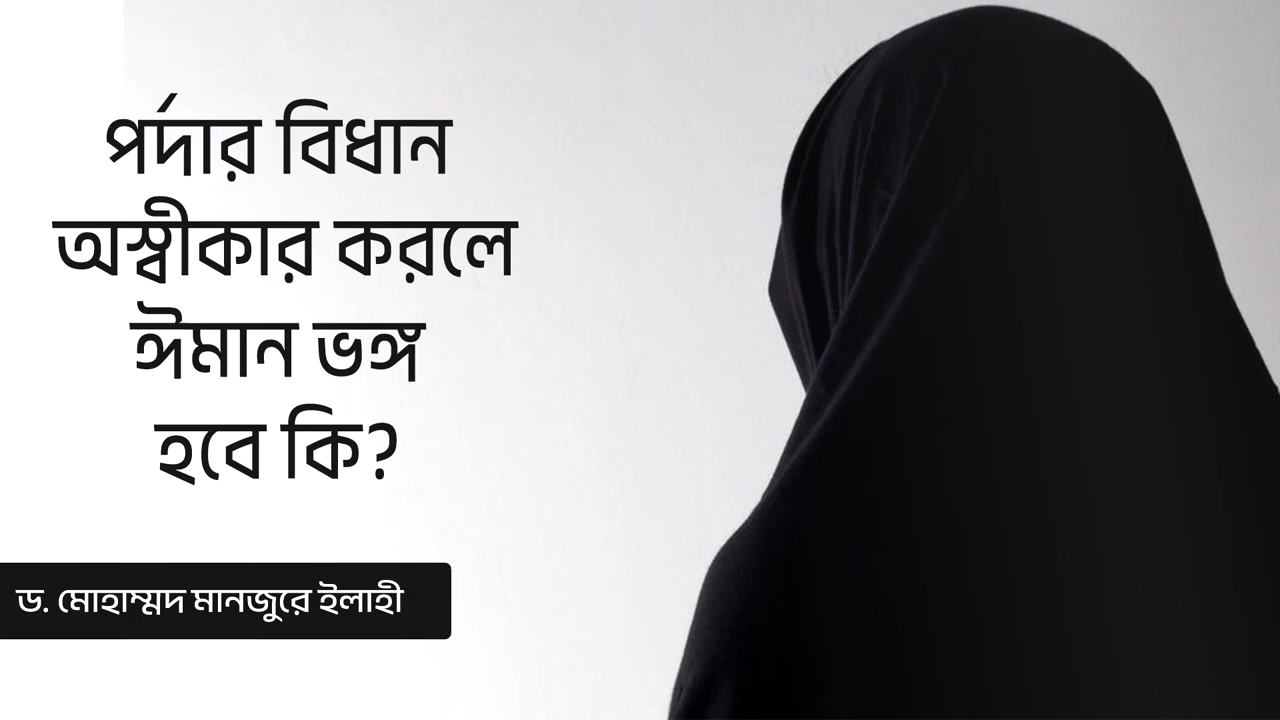 পর্দার বিধান
অস্বীকার করলে
ঈমান ভঙ্গ
হবে কি?
ড. মোহাম্মদ মানজুরে ইলাহী